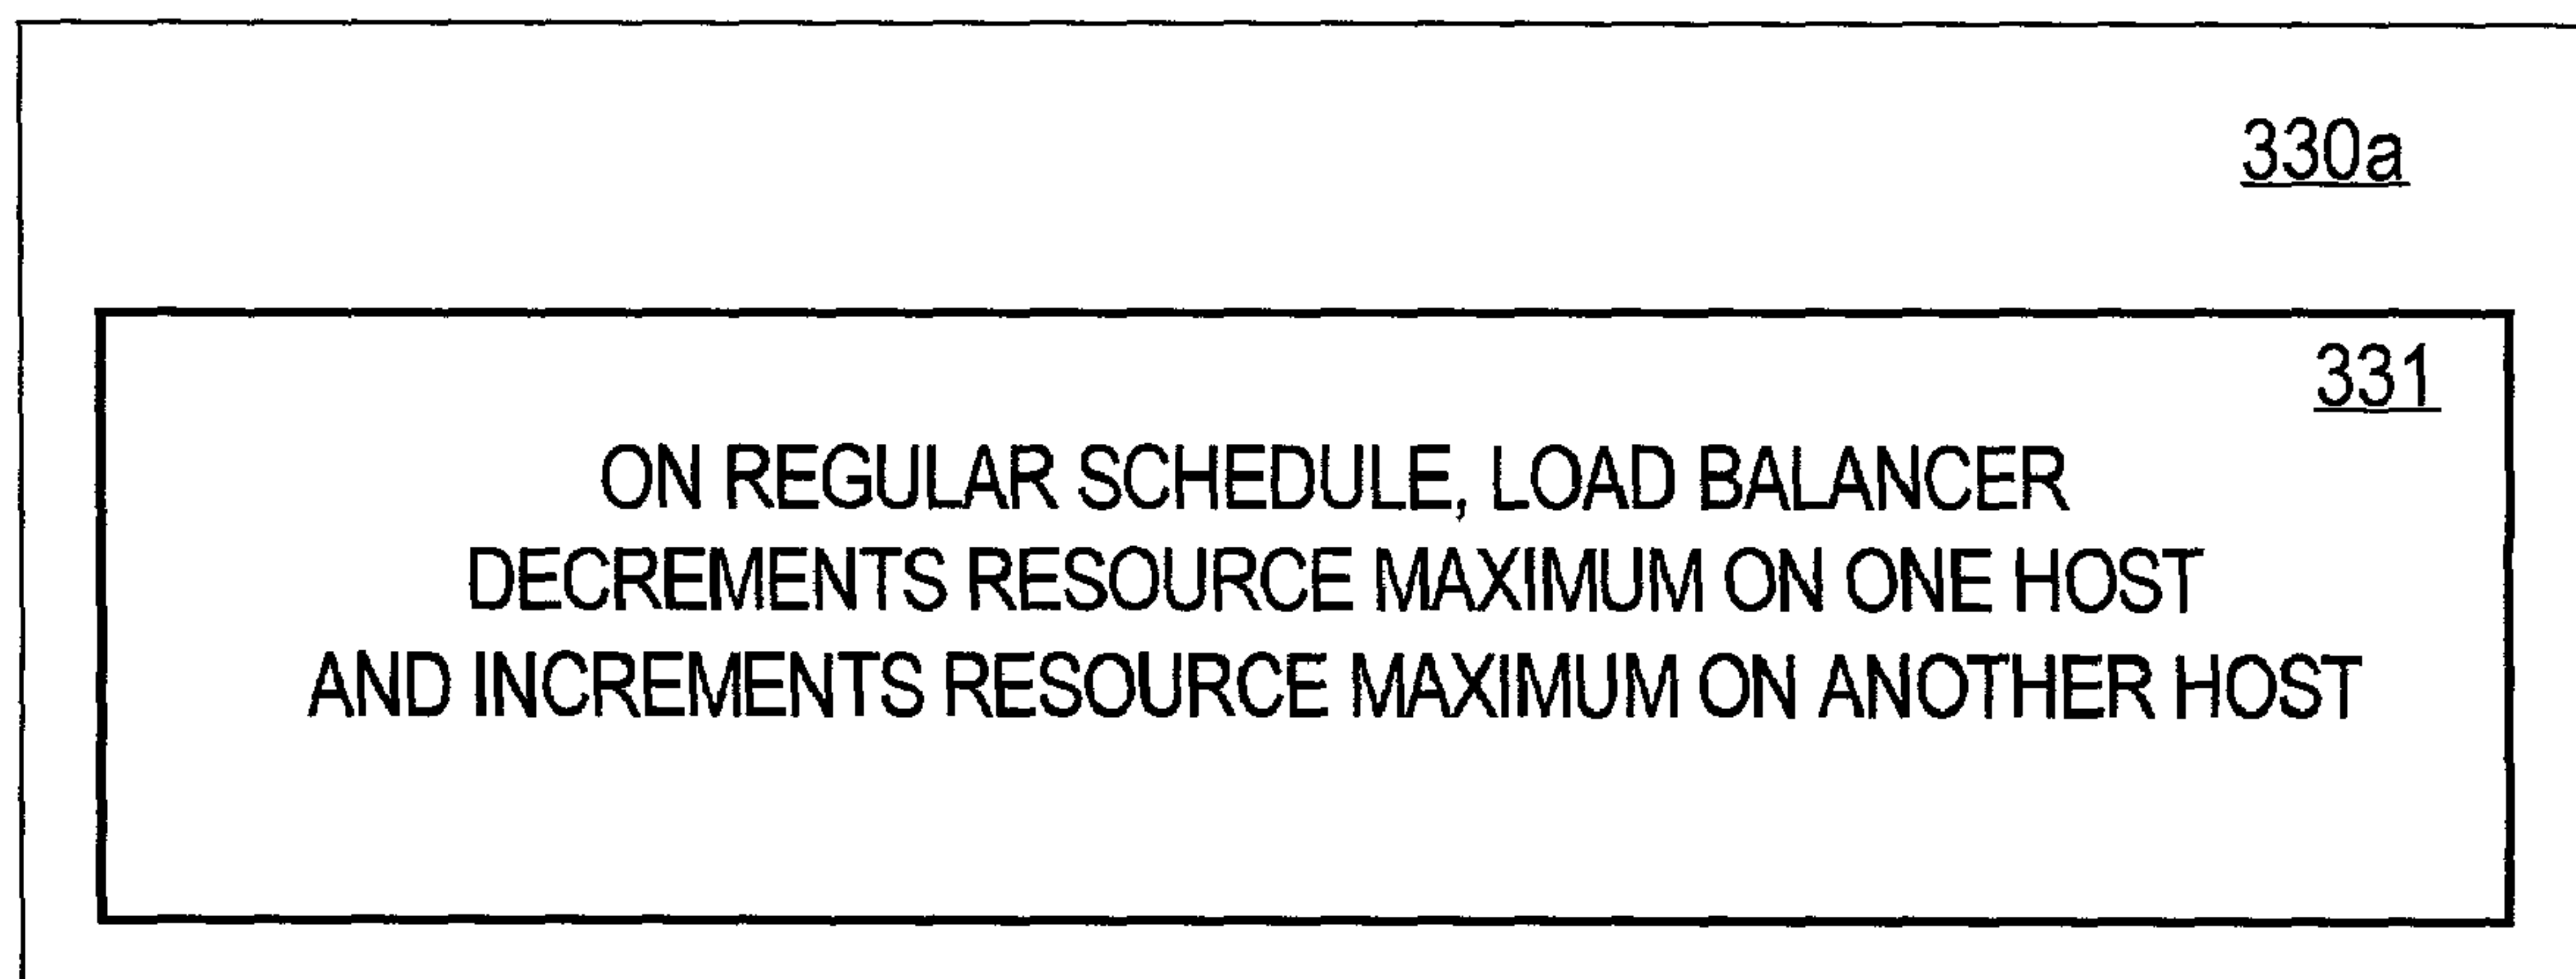 330a
331
ON REGULAR SCHEDULE, LOAD BALANCER
DECREMENTS RESOURCE MAXIMUM ON ONE HOST
AND INCREMENTS RESOURCE MAXIMUM ON ANOTHER HOST